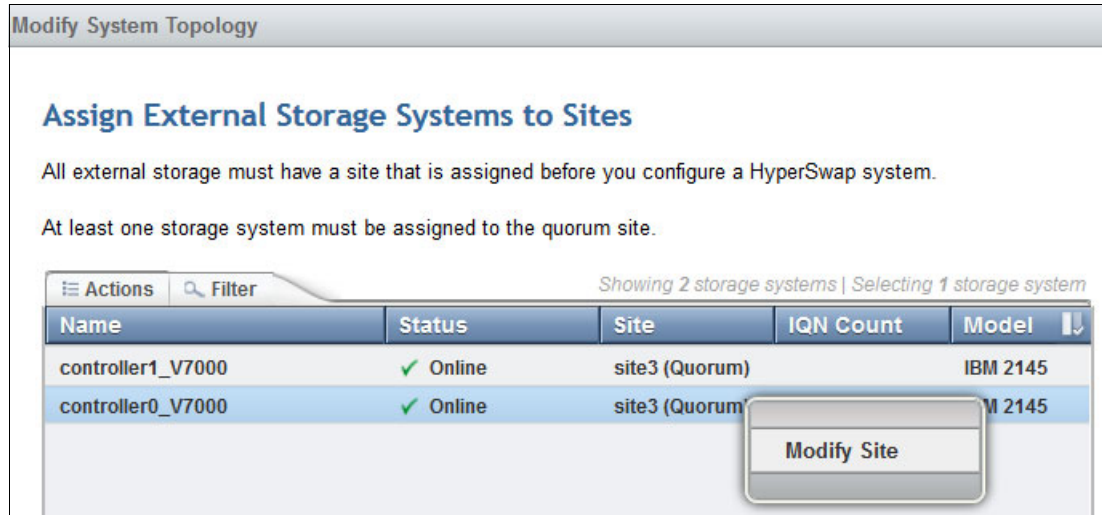 Modify System Topology
Assign External Storage Systems to Sites
All external storage must have a site that is assigned before you configure a HyperSwap system.
At least one storage system must be assigned to the quorum site.
Actions Filter Showing 2 storage systems | Selecting 1 storage system
Name Status Site IQN Count Model
controller1_V7000 Online site3 (Quorum) IBM 2145
controller0_V7000 Online site3 (Quorum) M 2145
Modify Site